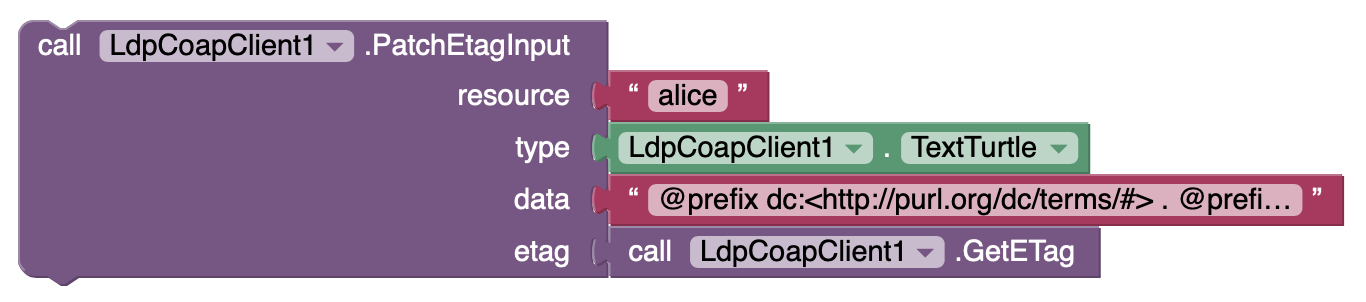 call LdpCoapClient1 .PatchEtagInput
resource “ alice ”
type LdpCoapClient1 . TextTurtle
data “ @prefix dc:<http://purl.org/dc/terms/#> . @prefi… ”
etag call LdpCoapClient1 .GetETag